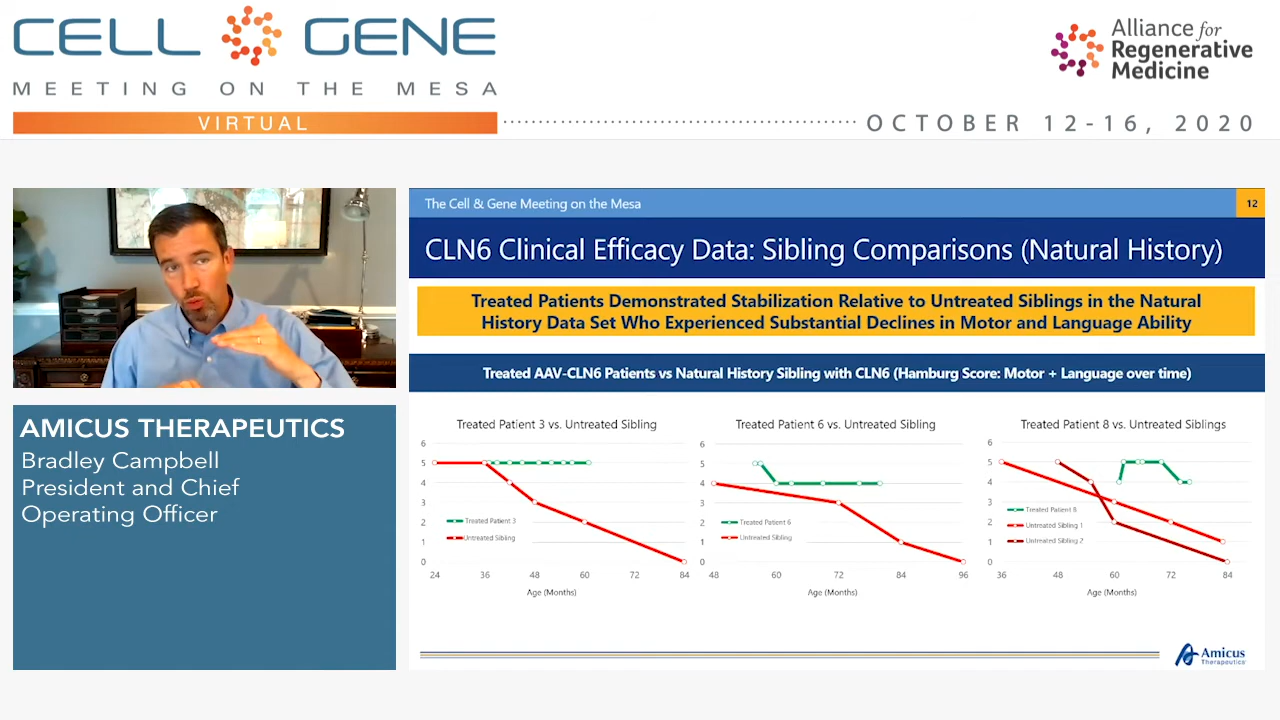 CELL GENE
MEETING ON THE MESA
VIRTUAL
Alliance for
Regenerative
Medicine
OCTOBER 12-16, 2020
AMICUS THERAPEUTICS
Bradley Campbell
President and Chief
Operating Officer
The Cell & Gene Meeting on the Mesa
12
CLN6 Clinical Efficacy Data: Sibling Comparisons (Natural History)
Treated Patients Demonstrated Stabilization Relative to Untreated Siblings in the Natural
History Data Set Who Experienced Substantial Declines in Motor and Language Ability
Treated AAV-CLN6 Patients vs Natural History Sibling with CLN6 (Hamburg Score: Motor + Language over time)
Treated Patient 3 vs. Untreated Sibling
6
5
4
3
2
1
0
Treated Patient 3
Untreated Sibling
24 36 48 60 72 84
Age (Months)
Treated Patient 6 vs. Untreated Sibling
6
5
4
3
2
1
0
Treated Patient 6
Untreated Sibling
48 60 72 84 96
Age (Months)
Treated Patient 8 vs. Untreated Siblings
6
5
4
3
2
1
0
Treated Patient 8
Untreated Sibling 1
Untreated Sibling 2
36 48 60 72 84
Age (Months)
Amicus
Therapeutics